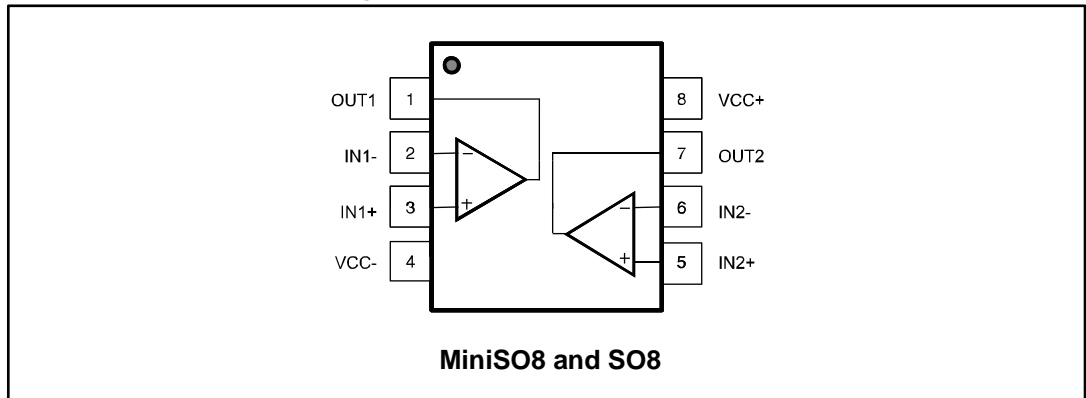 OUT1 1 8 VCC+
IN1- 2 - 7 OUT2
IN1+ 3 + - 6 IN2-
VCC- 4 + 5 IN2+
MiniSO8 and SO8